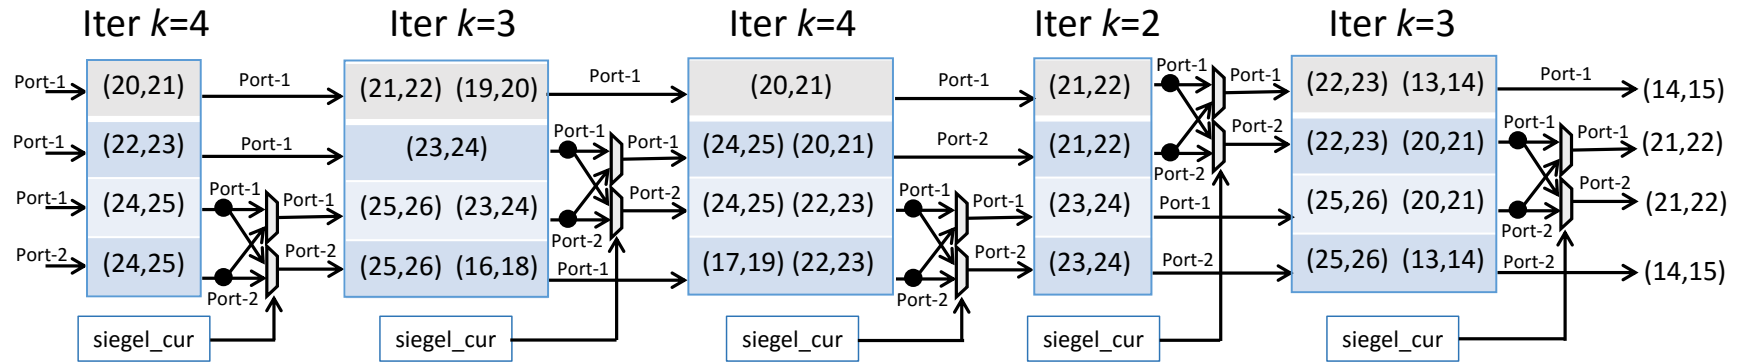 Iter k=4 Iter k=3 Iter k=4 Iter k=2 Iter k=3
Port-1 (20,21) Port-1 (21,22) (19,20) Port-1 (20,21) Port-1 (21,22) Port-1 Port-1 (22,23) (13,14) Port-1 (14,15)
Port-1 (22,23) Port-1 (23,24) Port-1 Port-1 (24,25) (20,21) Port-2 (21,22) Port-2 Port-2 (22,23) (20,21) Port-1 Port-1 (21,22)
Port-1 (24,25) Port-1 Port-1 (25,26) (23,24) Port-2 Port-2 (24,25) (22,23) Port-1 Port-1 (23,24) Port-1 (25,26) (20,21) Port-2 Port-2 (21,22)
Port-2 (24,25) Port-2 Port-2 (25,26) (16,18) Port-1 (17,19) (22,23) Port-2 Port-2 (23,24) Port-2 (25,26) (13,14) Port-2 (14,15)
siegel_cur siegel_cur siegel_cur siegel_cur siegel_cur